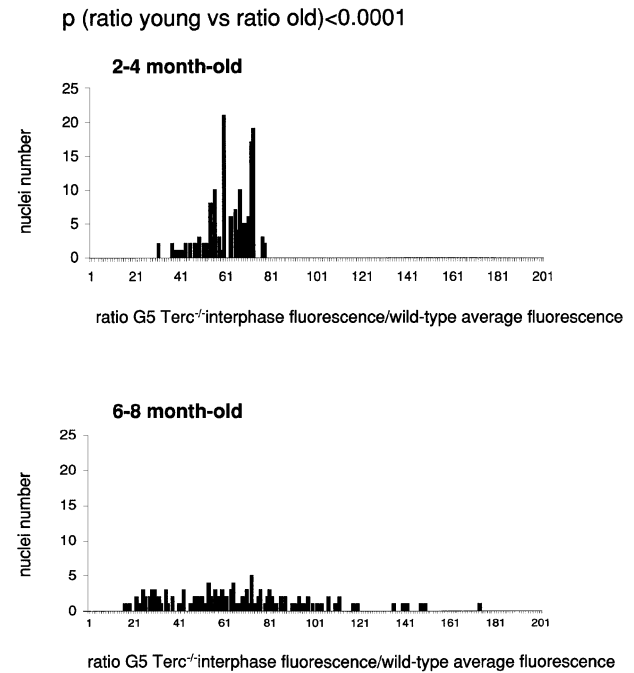 p (ratio young vs ratio old)<0.0001
2-4 month-old
25
20
15
10
5
0
nuclei number
1 21 41 61 81 101 121 141 161 181 201
ratio G5 Terc-/-interphase fluorescence/wild-type average fluorescence
6-8 month-old
25
20
15
10
5
0
nuclei number
1 21 41 61 81 101 121 141 161 181 201
ratio G5 Terc-/-interphase fluorescence/wild-type average fluorescence